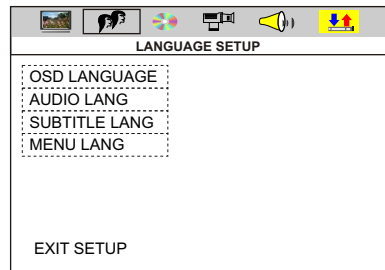 LANGUAGE SETUP
OSD LANGUAGE
AUDIO LANG
SUBTITLE LANG
MENU LANG
EXIT SETUP